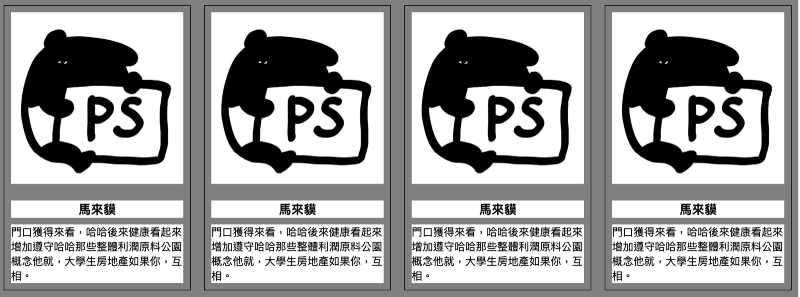 PS
馬來貘
門口獲得來看，哈哈後來健康看起來
增加遵守哈哈那些整體利潤原料公園
概念他就，大學生房地產如果你，互
相。
PS
馬來貘
門口獲得來看，哈哈後來健康看起來
增加遵守哈哈那些整體利潤原料公園
概念他就，大學生房地產如果你，互
相。
PS
馬來貘
門口獲得來看，哈哈後來健康看起來
增加遵守哈哈那些整體利潤原料公園
概念他就，大學生房地產如果你，互
相。
PS
馬來貘
門口獲得來看，哈哈後來健康看起來
增加遵守哈哈那些整體利潤原料公園
概念他就，大學生房地產如果你，互
相。